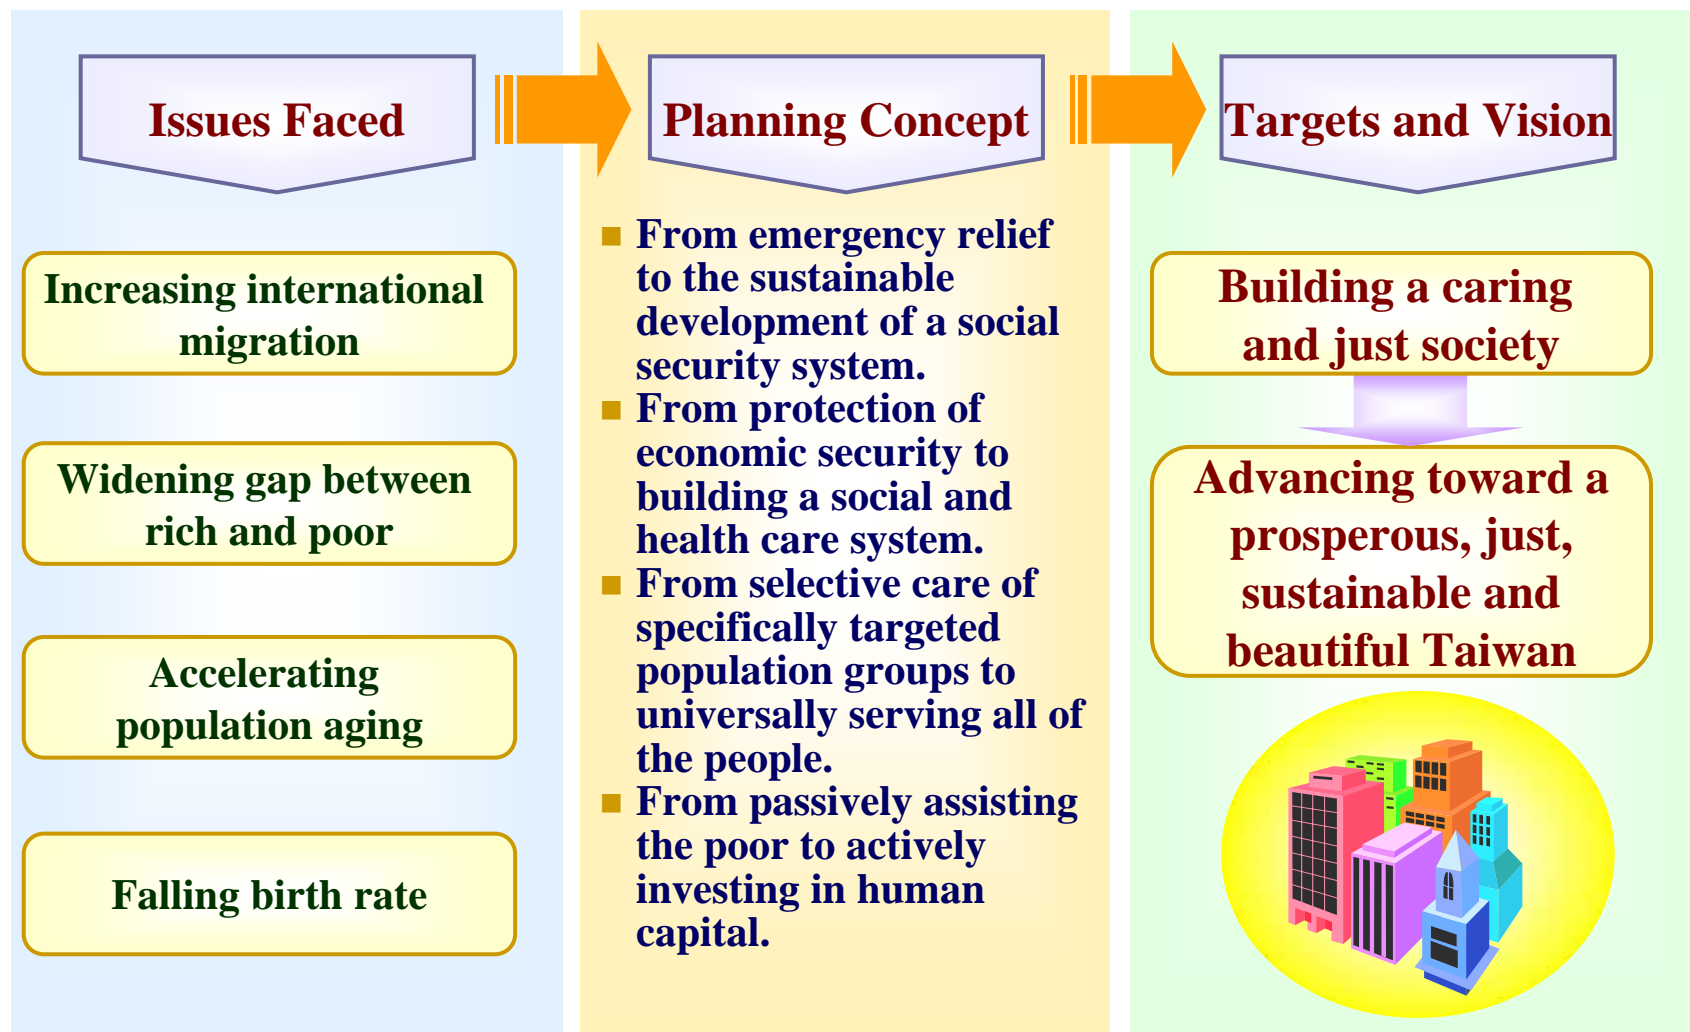 Issues Faced
Increasing international
migration
Widening gap between
rich and poor
Accelerating
population aging
Falling birth rate
Planning Concept
From emergency relief
to the sustainable
development of a social
security system.
From protection of
economic security to
building a social and
health care system.
From selective care of
specifically targeted
population groups to
universally serving all of
the people.
From passively assisting
the poor to actively
investing in human
capital.
Targets and Vision
Building a caring
and just society
Advancing toward a
prosperous, just,
sustainable and
beautiful Taiwan